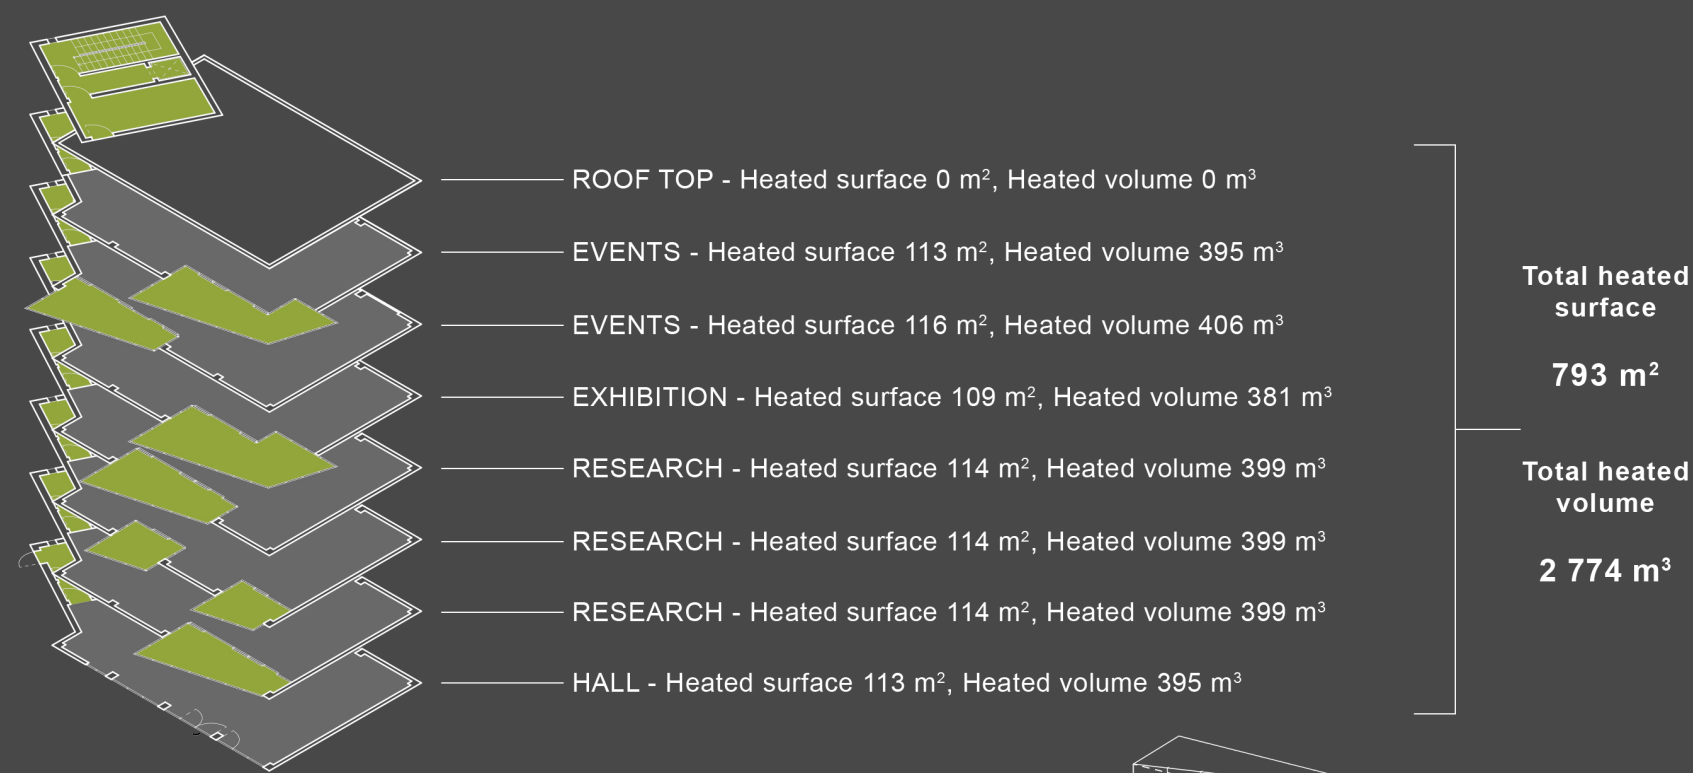 ROOF TOP - Heated surface 0 m², Heated volume 0 m³
EVENTS - Heated surface 113 m², Heated volume 395 m³
EVENTS - Heated surface 116 m², Heated volume 406 m³
EXHIBITION - Heated surface 109 m², Heated volume 381 m³
RESEARCH - Heated surface 114 m², Heated volume 399 m³
RESEARCH - Heated surface 114 m², Heated volume 399 m³
RESEARCH - Heated surface 114 m², Heated volume 399 m³
HALL - Heated surface 113 m², Heated volume 395 m³
Total heated
surface
793 m²
Total heated
volume
2 774 m³